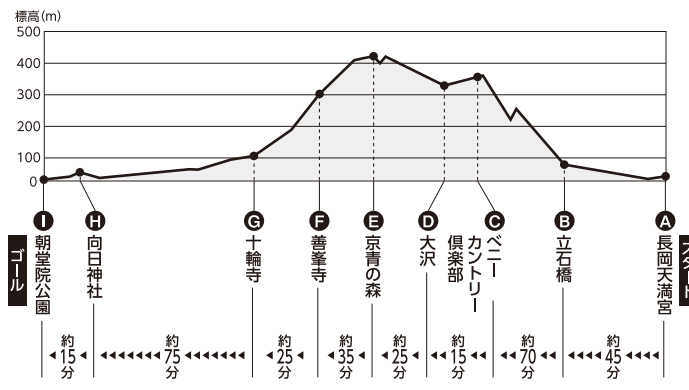 標高(m)
500
400
300
200
100
0
I
朝堂院公園
ゴール
H
向日神社
G
十輪寺
F
善峯寺
E
京青の森
D
大沢
C
ベニー
カントリー
倶楽部
B
立石橋
A
長岡天満宮
スタート
約15分
約75分
約25分
約35分
約25分
約15分
約70分
約45分